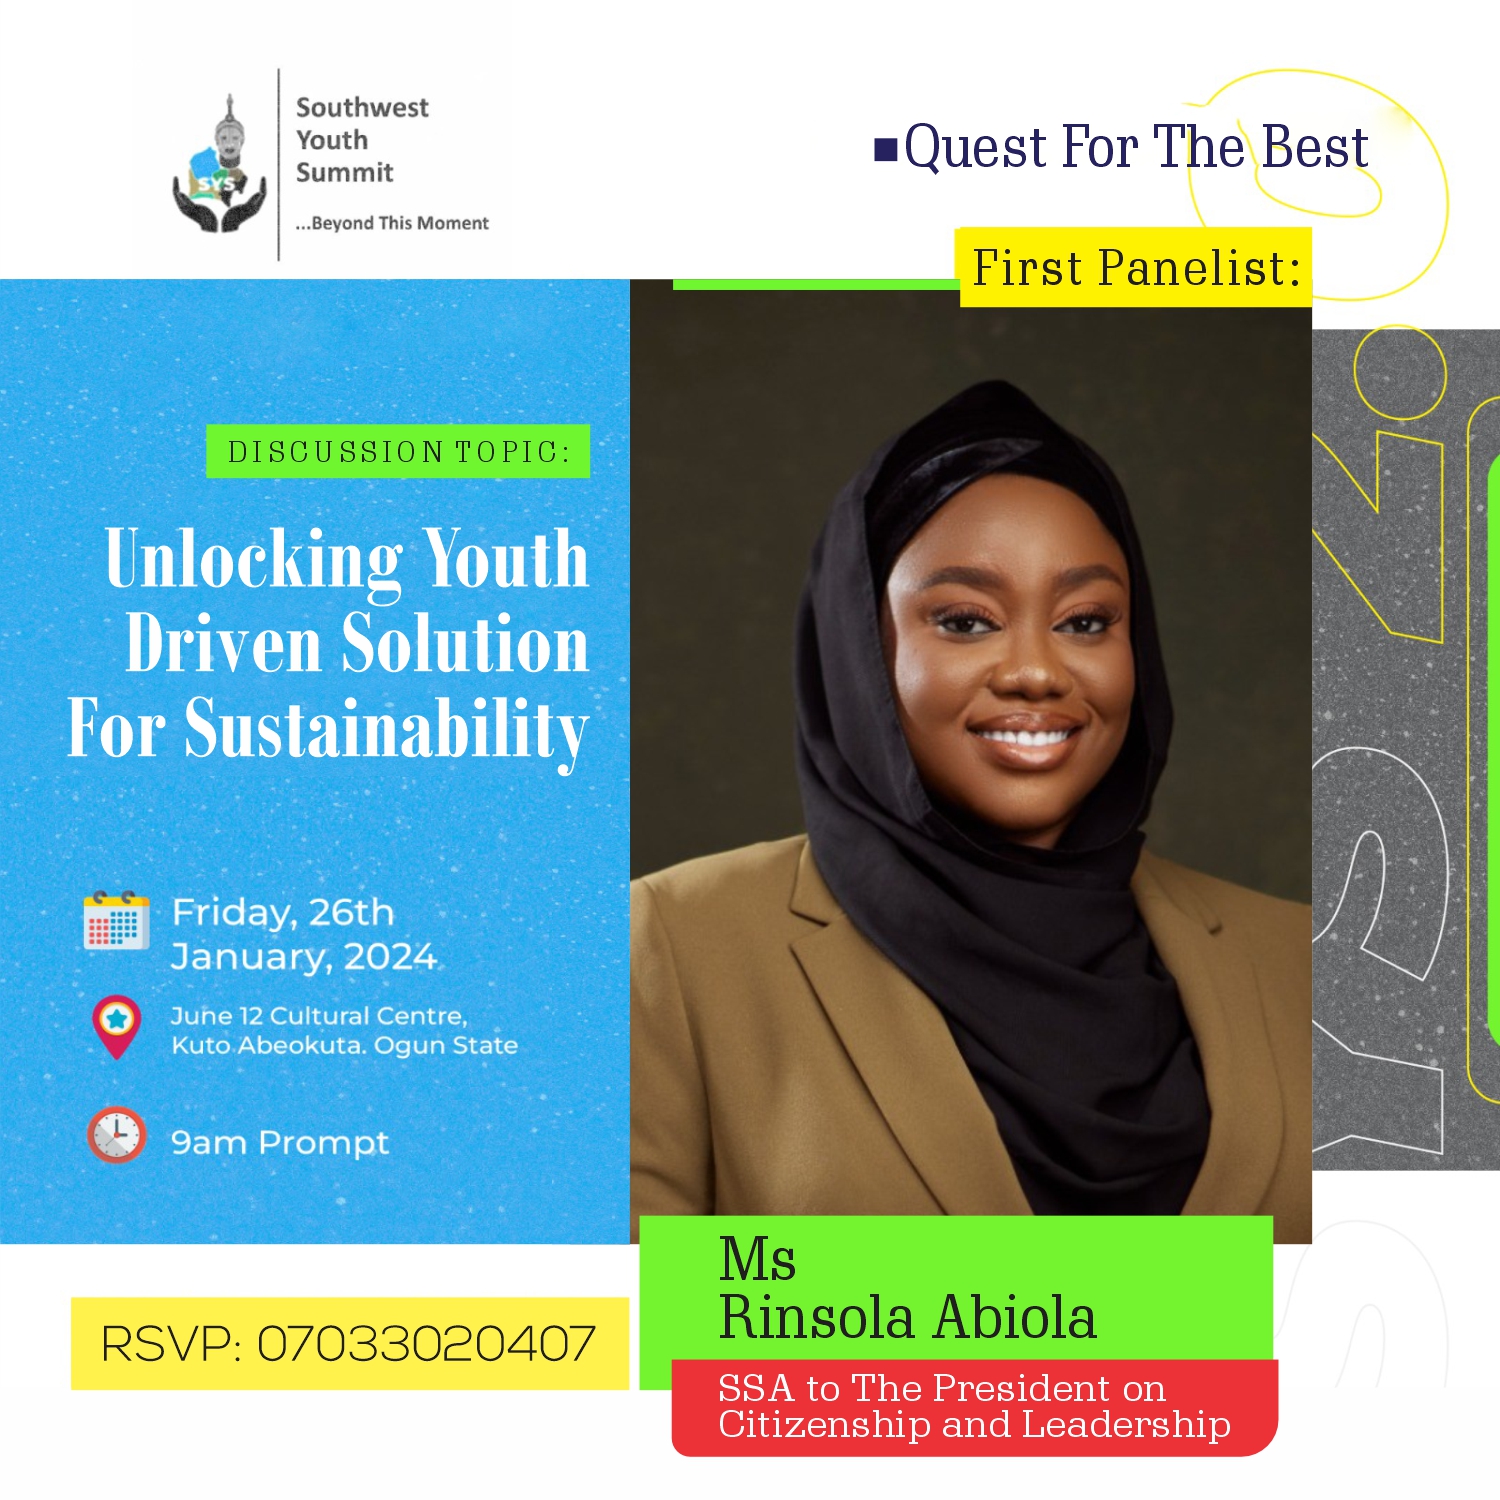 SYS
Southwest
Youth
Summit
...Beyond This Moment
Quest For The Best
First Panelist:
DISCUSSION TOPIC:
Unlocking Youth
Driven Solution
For Sustainability
Friday, 26th
January, 2024
June 12 Cultural Centre,
Kuto Abeokuta. Ogun State
9am Prompt
RSVP: 07033020407
Ms
Rinsola Abiola
SSA to The President on
Citizenship and Leadership